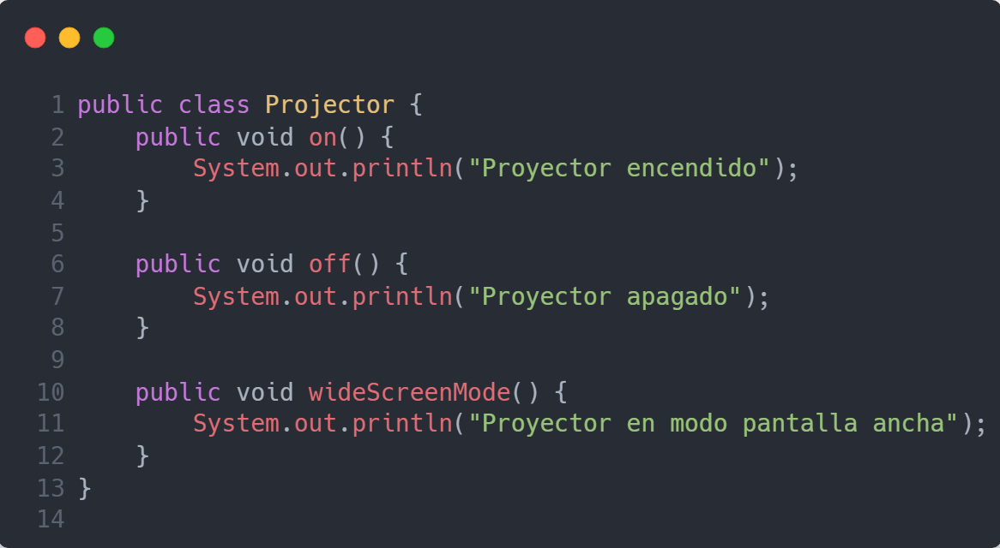 1 public class Projector {
2     public void on() {
3         System.out.println("Proyector encendido");
4     }
5
6     public void off() {
7         System.out.println("Proyector apagado");
8     }
9
10     public void wideScreenMode() {
11         System.out.println("Proyector en modo pantalla ancha");
12     }
13 }
14